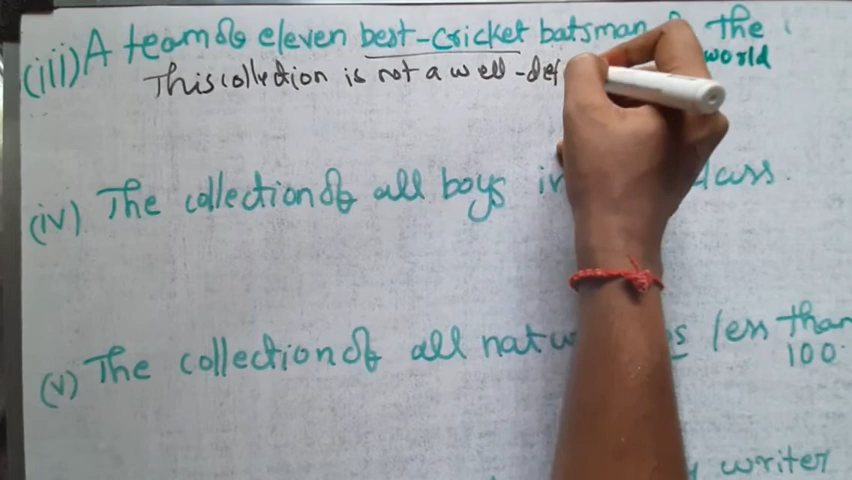 (iii) A team of eleven best-cricket batsman the
world
This collection is not a well-def
(iv) The collection of all boys in class.
(v) The collection of all natu less than
100.
writer